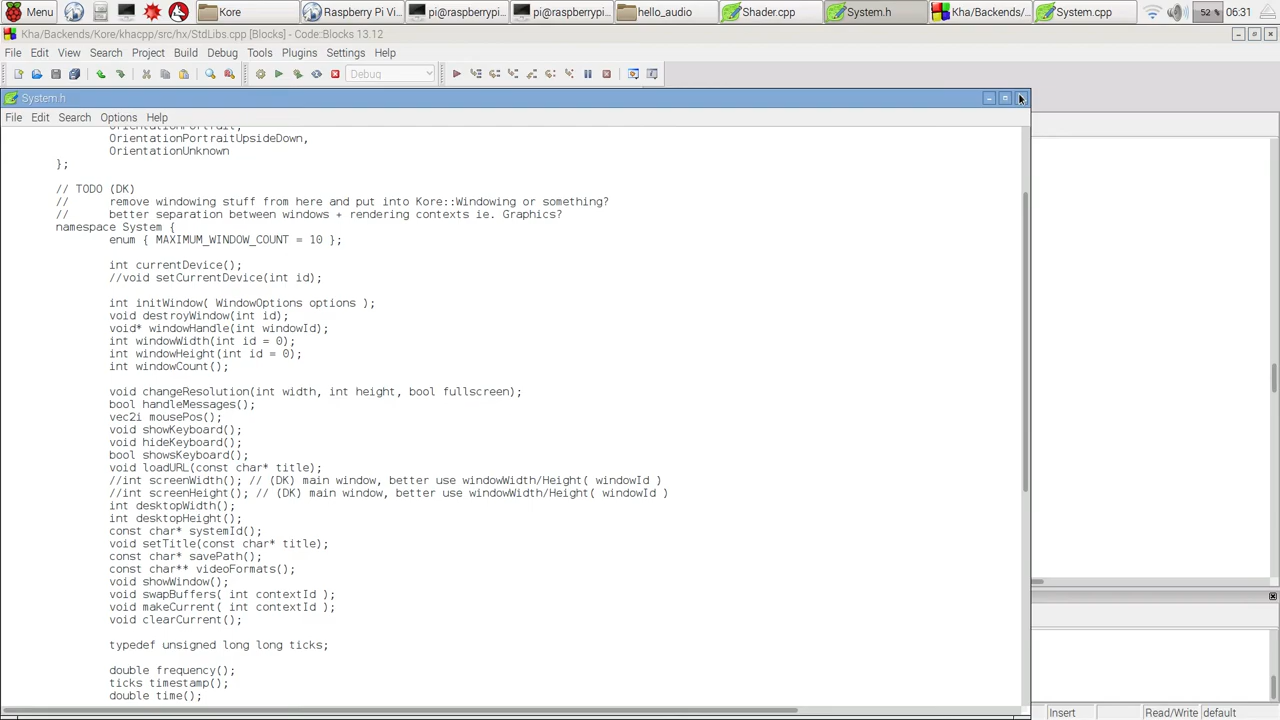 Menu Kore Raspberry Pi Vi... pi@raspberrypi... pi@raspberrypi... hello_audio Shader.cpp System.h Kha/Backends/... System.cpp 52 % 06:31
Kha/Backends/Kore/khacpp/src/hx/StdLibs.cpp [Blocks] - Code::Blocks 13.12
File Edit View Search Project Build Debug Tools Plugins Settings Help
Debug
System.h
File Edit Search Options Help
OrientationPortrait,
OrientationPortraitUpsideDown,
OrientationUnknown
};
// TODO (DK)
// remove windowing stuff from here and put into Kore::Windowing or something?
// better separation between windows + rendering contexts ie. Graphics?
namespace System {
enum { MAXIMUM_WINDOW_COUNT = 10 };
int currentDevice();
//void setCurrentDevice(int id);
int initWindow( WindowOptions options );
void destroyWindow(int id);
void* windowHandle(int windowId);
int windowWidth(int id = 0);
int windowHeight(int id = 0);
int windowCount();
void changeResolution(int width, int height, bool fullscreen);
bool handleMessages();
vec2i mousePos();
void showKeyboard();
void hideKeyboard();
bool showsKeyboard();
void loadURL(const char* title);
//int screenWidth(); // (DK) main window, better use windowWidth/Height( windowId )
//int screenHeight(); // (DK) main window, better use windowWidth/Height( windowId )
int desktopWidth();
int desktopHeight();
const char* systemId();
void setTitle(const char* title);
const char* savePath();
const char** videoFormats();
void showWindow();
void swapBuffers( int contextId );
void makeCurrent( int contextId );
void clearCurrent();
typedef unsigned long long ticks;
double frequency();
ticks timestamp();
double time();
Insert Read/Write default